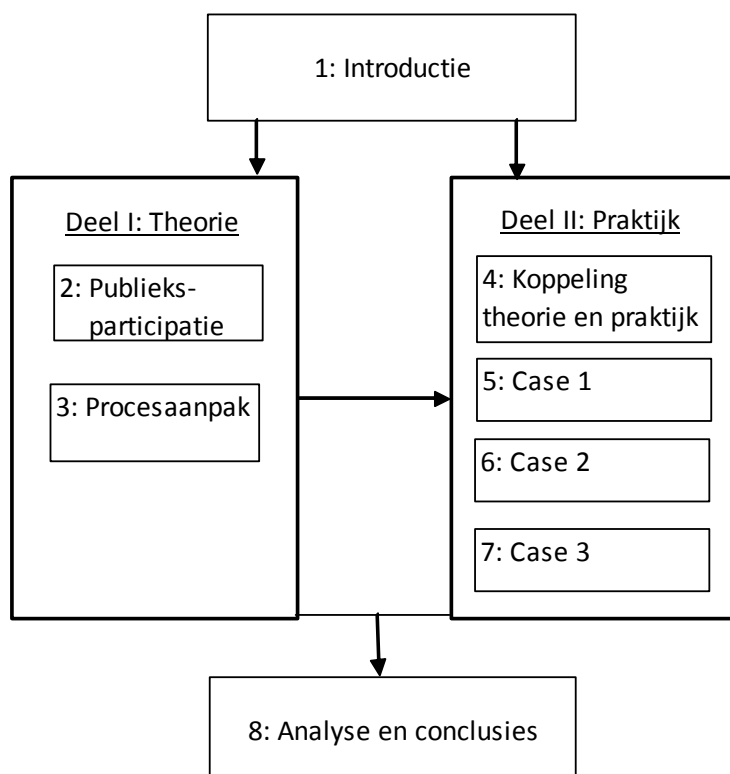 1: Introductie
Deel I: Theorie
2: Publieks-
participatie
3: Procesaanpak
Deel II: Praktijk
4: Koppeling
theorie en praktijk
5: Case 1
6: Case 2
7: Case 3
8: Analyse en conclusies